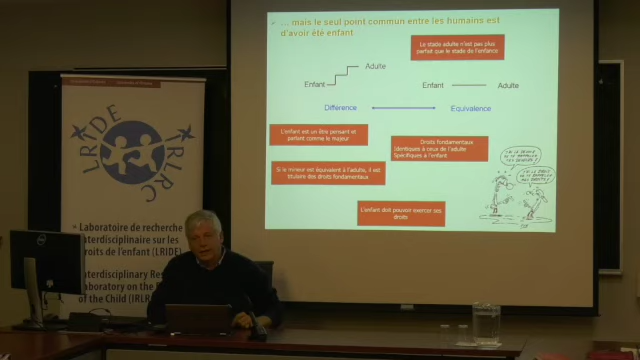 … mais le seul point commun entre les humains est
d'avoir été enfant
Le stade adulte n'est pas plus
parfait que le stade de l'enfance
Adulte
Enfant
Enfant
Adulte
Différence
Equivalence
L'enfant est un être pensant et
parlant comme le majeur
Droits fondamentaux
Identiques à ceux de l'adulte
Spécifiques à l'enfant
Si le mineur est équivalent à l'adulte, il est
titulaire des droits fondamentaux
L'enfant doit pouvoir exercer ses
droits
LRIDE
IRLRC
Laboratoire de recherche
interdisciplinaire sur les
droits de l'enfant (LRIDE)
Interdisciplinary Res
Laboratory on the
of the Child (IRLR